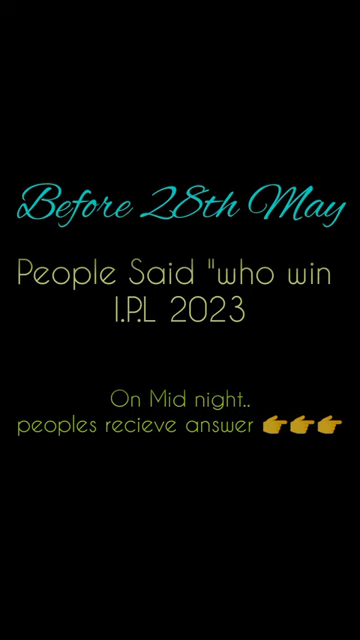 Before 28th May
People Said "who win
I.P.L 2023
On Mid night..
peoples recieve answer 👉👉👉